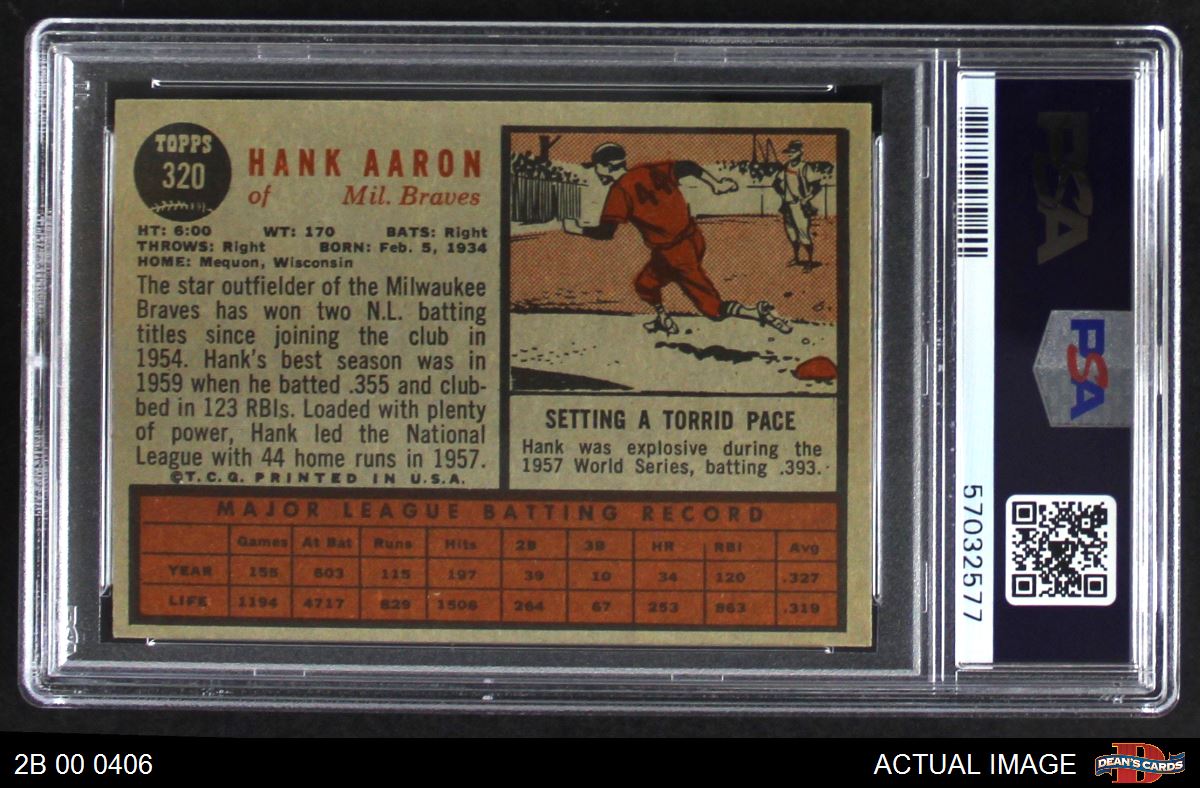 TOPPS
320
HANK AARON
of Mil. Braves
HT: 6:00 WT: 170 BATS: Right
THROWS: Right BORN: Feb. 5, 1934
HOME: Mequon, Wisconsin
The star outfielder of the Milwaukee
Braves has won two N.L. batting
titles since joining the club in
1954. Hank's best season was in
1959 when he batted .355 and club-
bed in 123 RBIs. Loaded with plenty
of power, Hank led the National
League with 44 home runs in 1957.
©T.C.G. PRINTED IN U.S.A.
44
SETTING A TORRID PACE
Hank was explosive during the
1957 World Series, batting .393.
MAJOR LEAGUE BATTING RECORD
Games At Bat Runs Hits 2B 3B HR RBI Avg
YEAR 155 603 115 197 39 10 34 120 .327
LIFE 1194 4717 829 1506 264 67 253 863 .319
PSA
PSA
57032577
2B 00 0406
ACTUAL IMAGE
D
DEAN'S CARDS